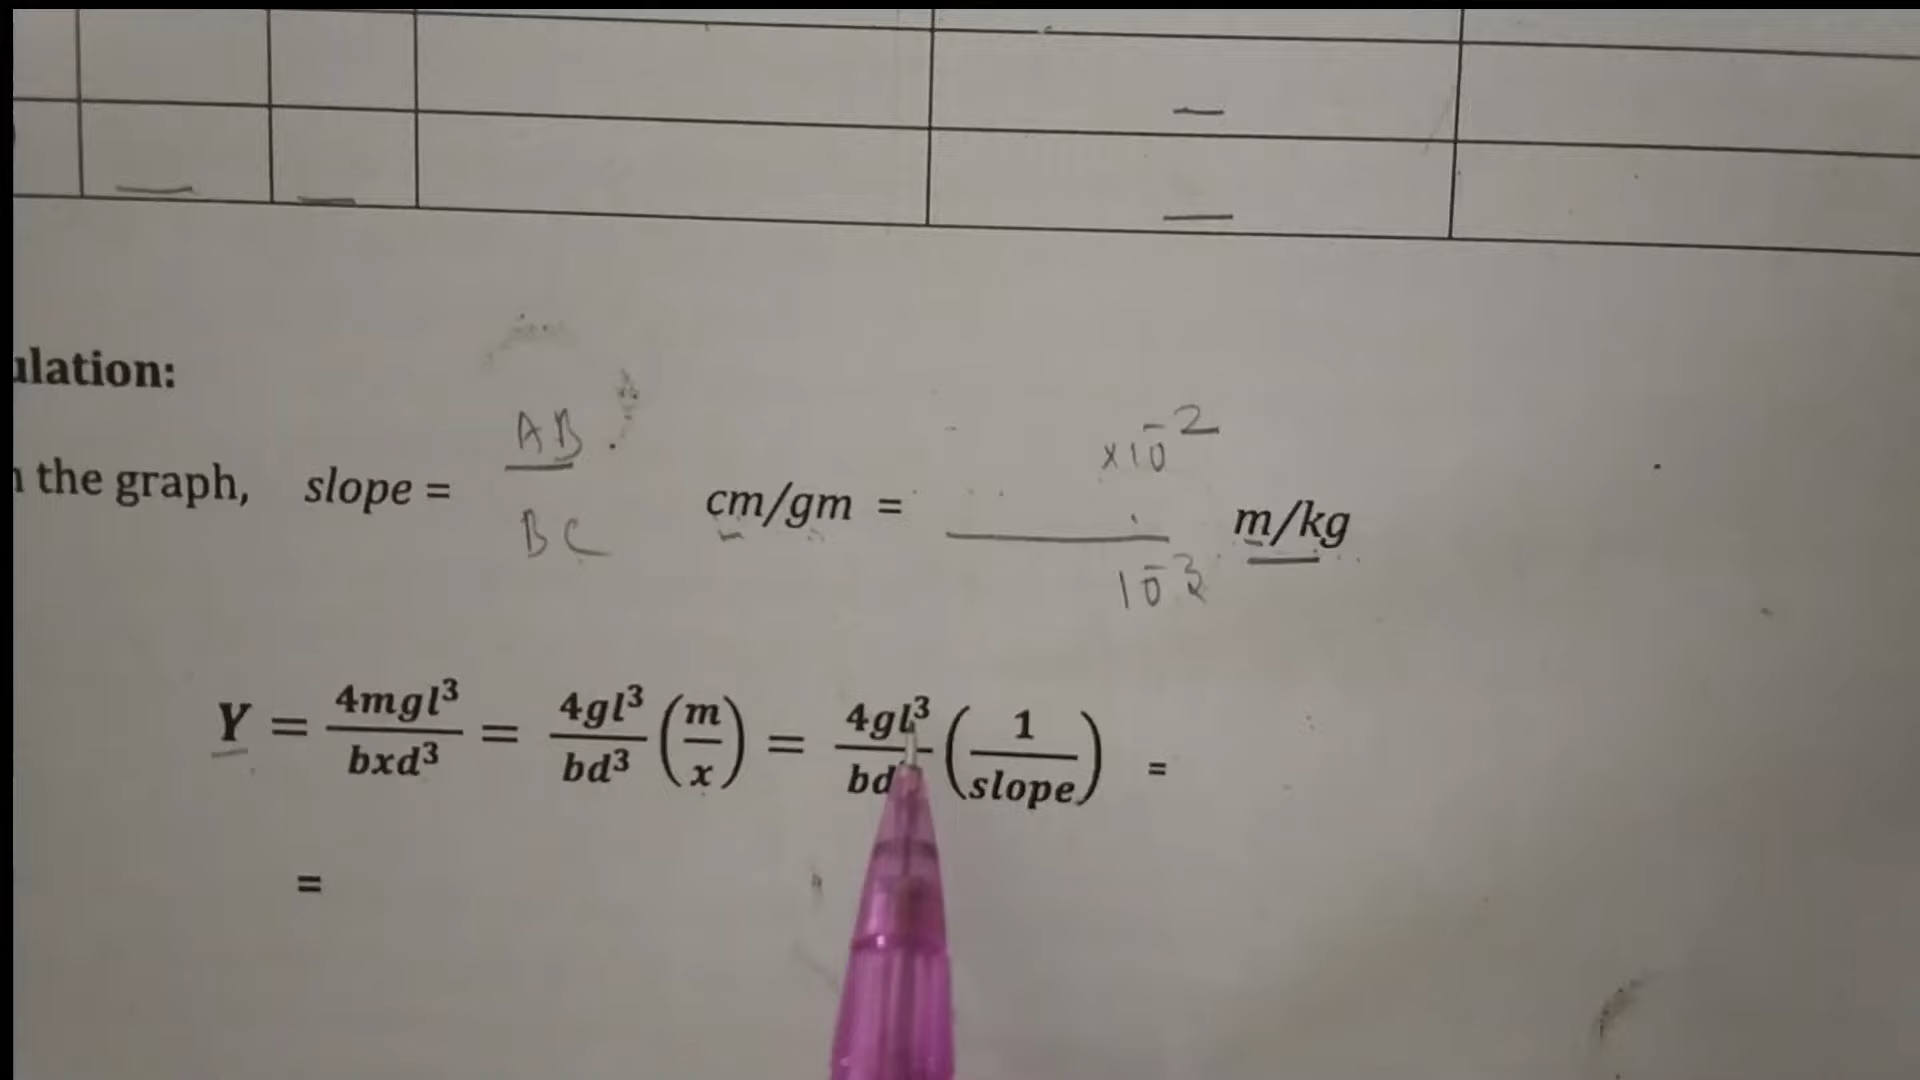 ulation:
AB
×10⁻²
n the graph, slope = cm/gm = m/kg
BC
10⁻³
Y = 4mgl³/bxd³ = 4gl³/bd³ (m/x) = 4gl³/bd (1/slope) =
=